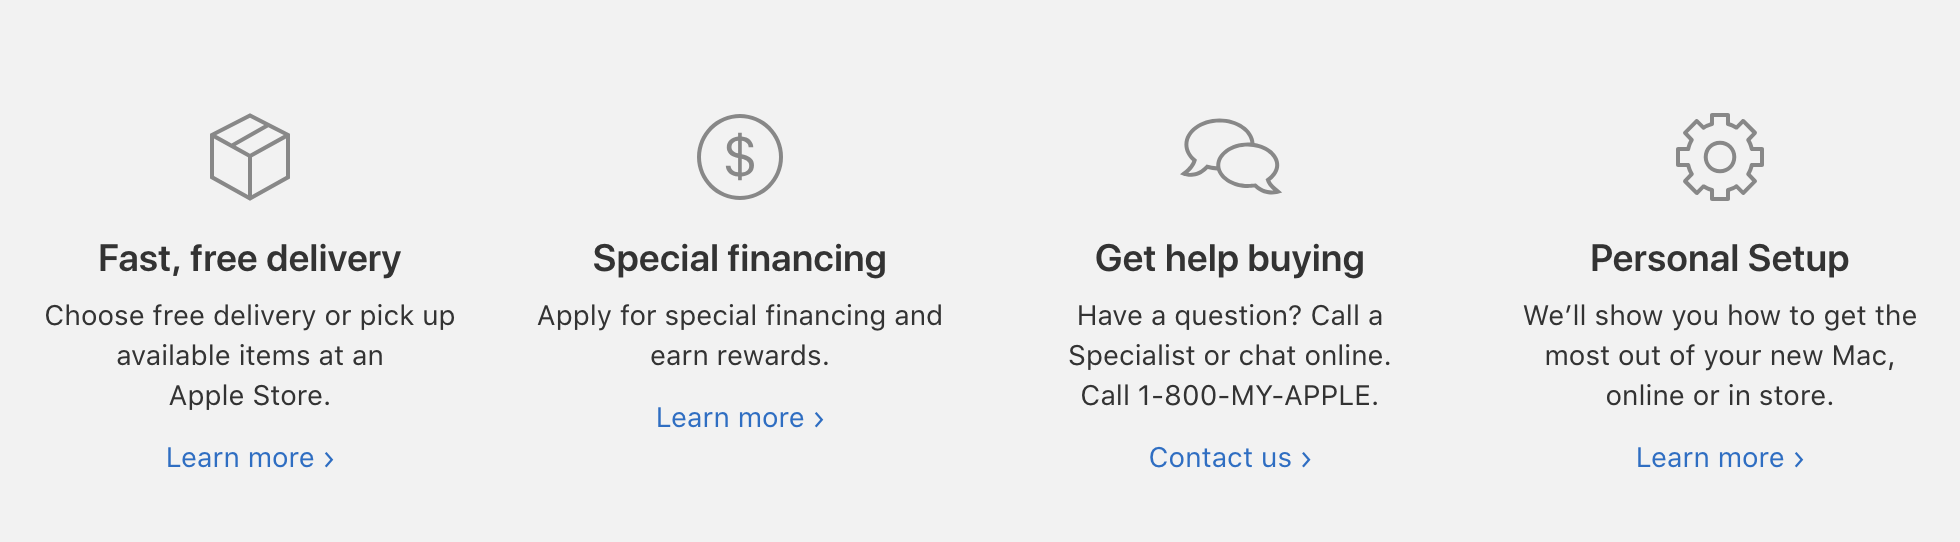 Fast, free delivery
Choose free delivery or pick up
available items at an
Apple Store.
Learn more ›
Special financing
Apply for special financing and
earn rewards.
Learn more ›
Get help buying
Have a question? Call a
Specialist or chat online.
Call 1-800-MY-APPLE.
Contact us ›
Personal Setup
We’ll show you how to get the
most out of your new Mac,
online or in store.
Learn more ›